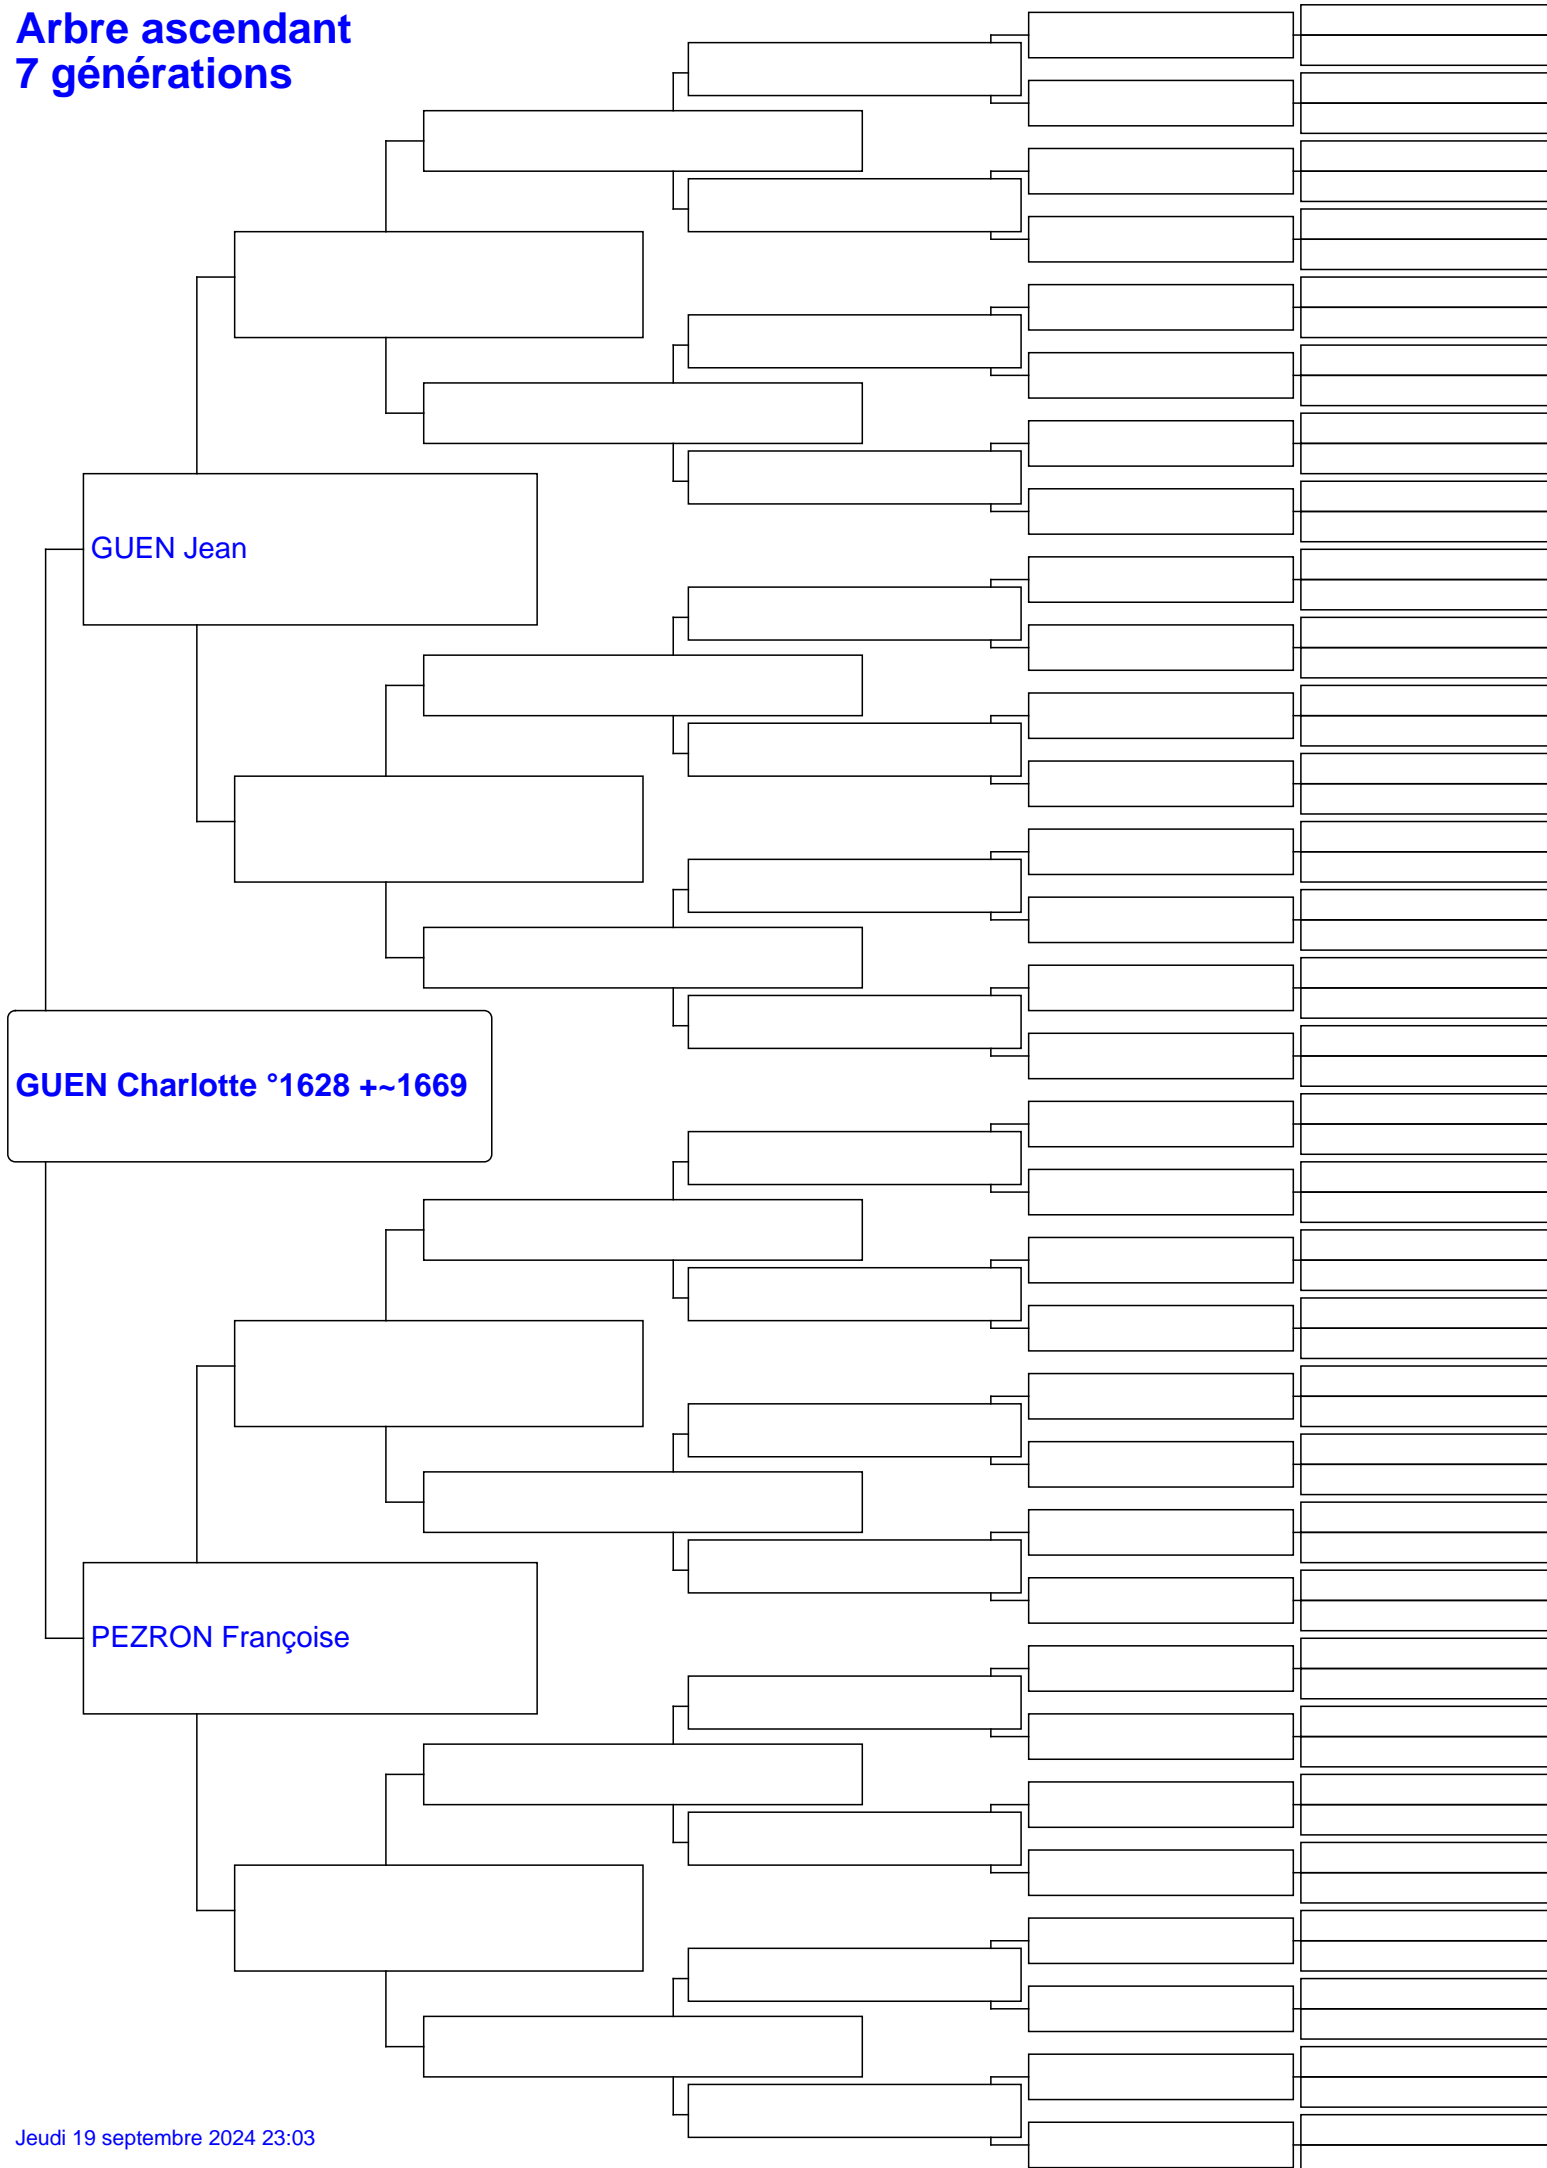 Arbre ascendant
7 générations
GUEN Jean
GUEN Charlotte °1628 +~1669
PEZRON Françoise
Jeudi 19 septembre 2024 23:03